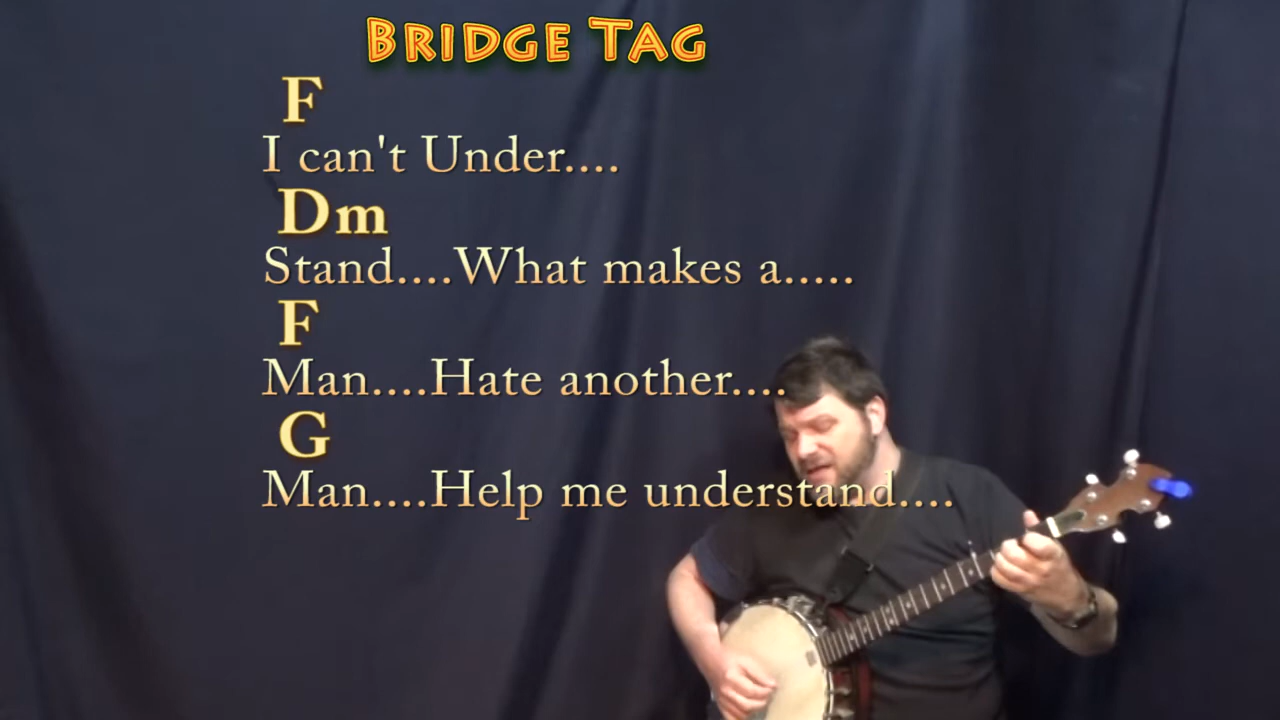 BRIDGE TAG
F
I can't Under....
Dm
Stand....What makes a.....
F
Man....Hate another....
G
Man....Help me understand....